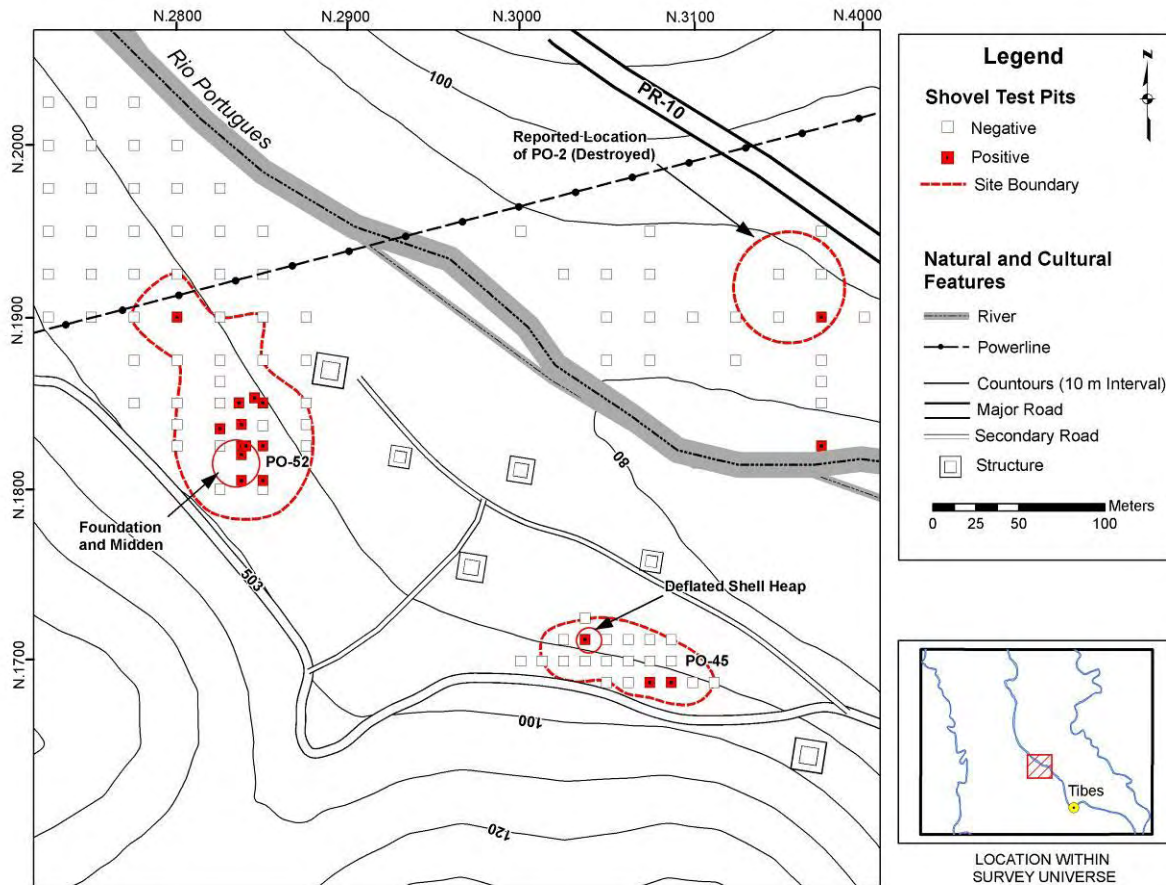 N.2800
N.2900
N.3000
N.3100
N.4000
N.2000
N.1900
N.1800
N.1700
Rio Portugues
100
PR-10
Reported Location
of PO-2 (Destroyed)
PO-52
Foundation
and Midden
503
80
Deflated Shell Heap
PO-45
100
120
Legend
N
Shovel Test Pits
Negative
Positive
Site Boundary
Natural and Cultural
Features
River
Powerline
Countours (10 m Interval)
Major Road
Secondary Road
Structure
Meters
0 25 50 100
Tibes
LOCATION WITHIN
SURVEY UNIVERSE